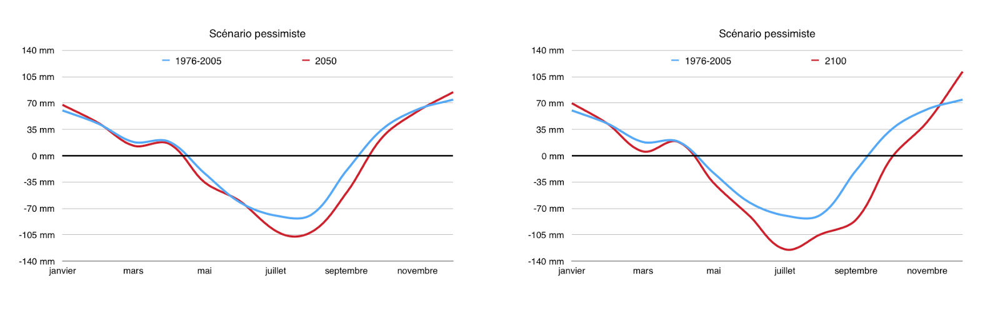 Scénario pessimiste
140 mm
1976-2005
2050
105 mm
70 mm
35 mm
0 mm
-35 mm
-70 mm
-105 mm
-140 mm
janvier mars mai juillet septembre novembre
Scénario pessimiste
140 mm
1976-2005
2100
105 mm
70 mm
35 mm
0 mm
-35 mm
-70 mm
-105 mm
-140 mm
janvier mars mai juillet septembre novembre